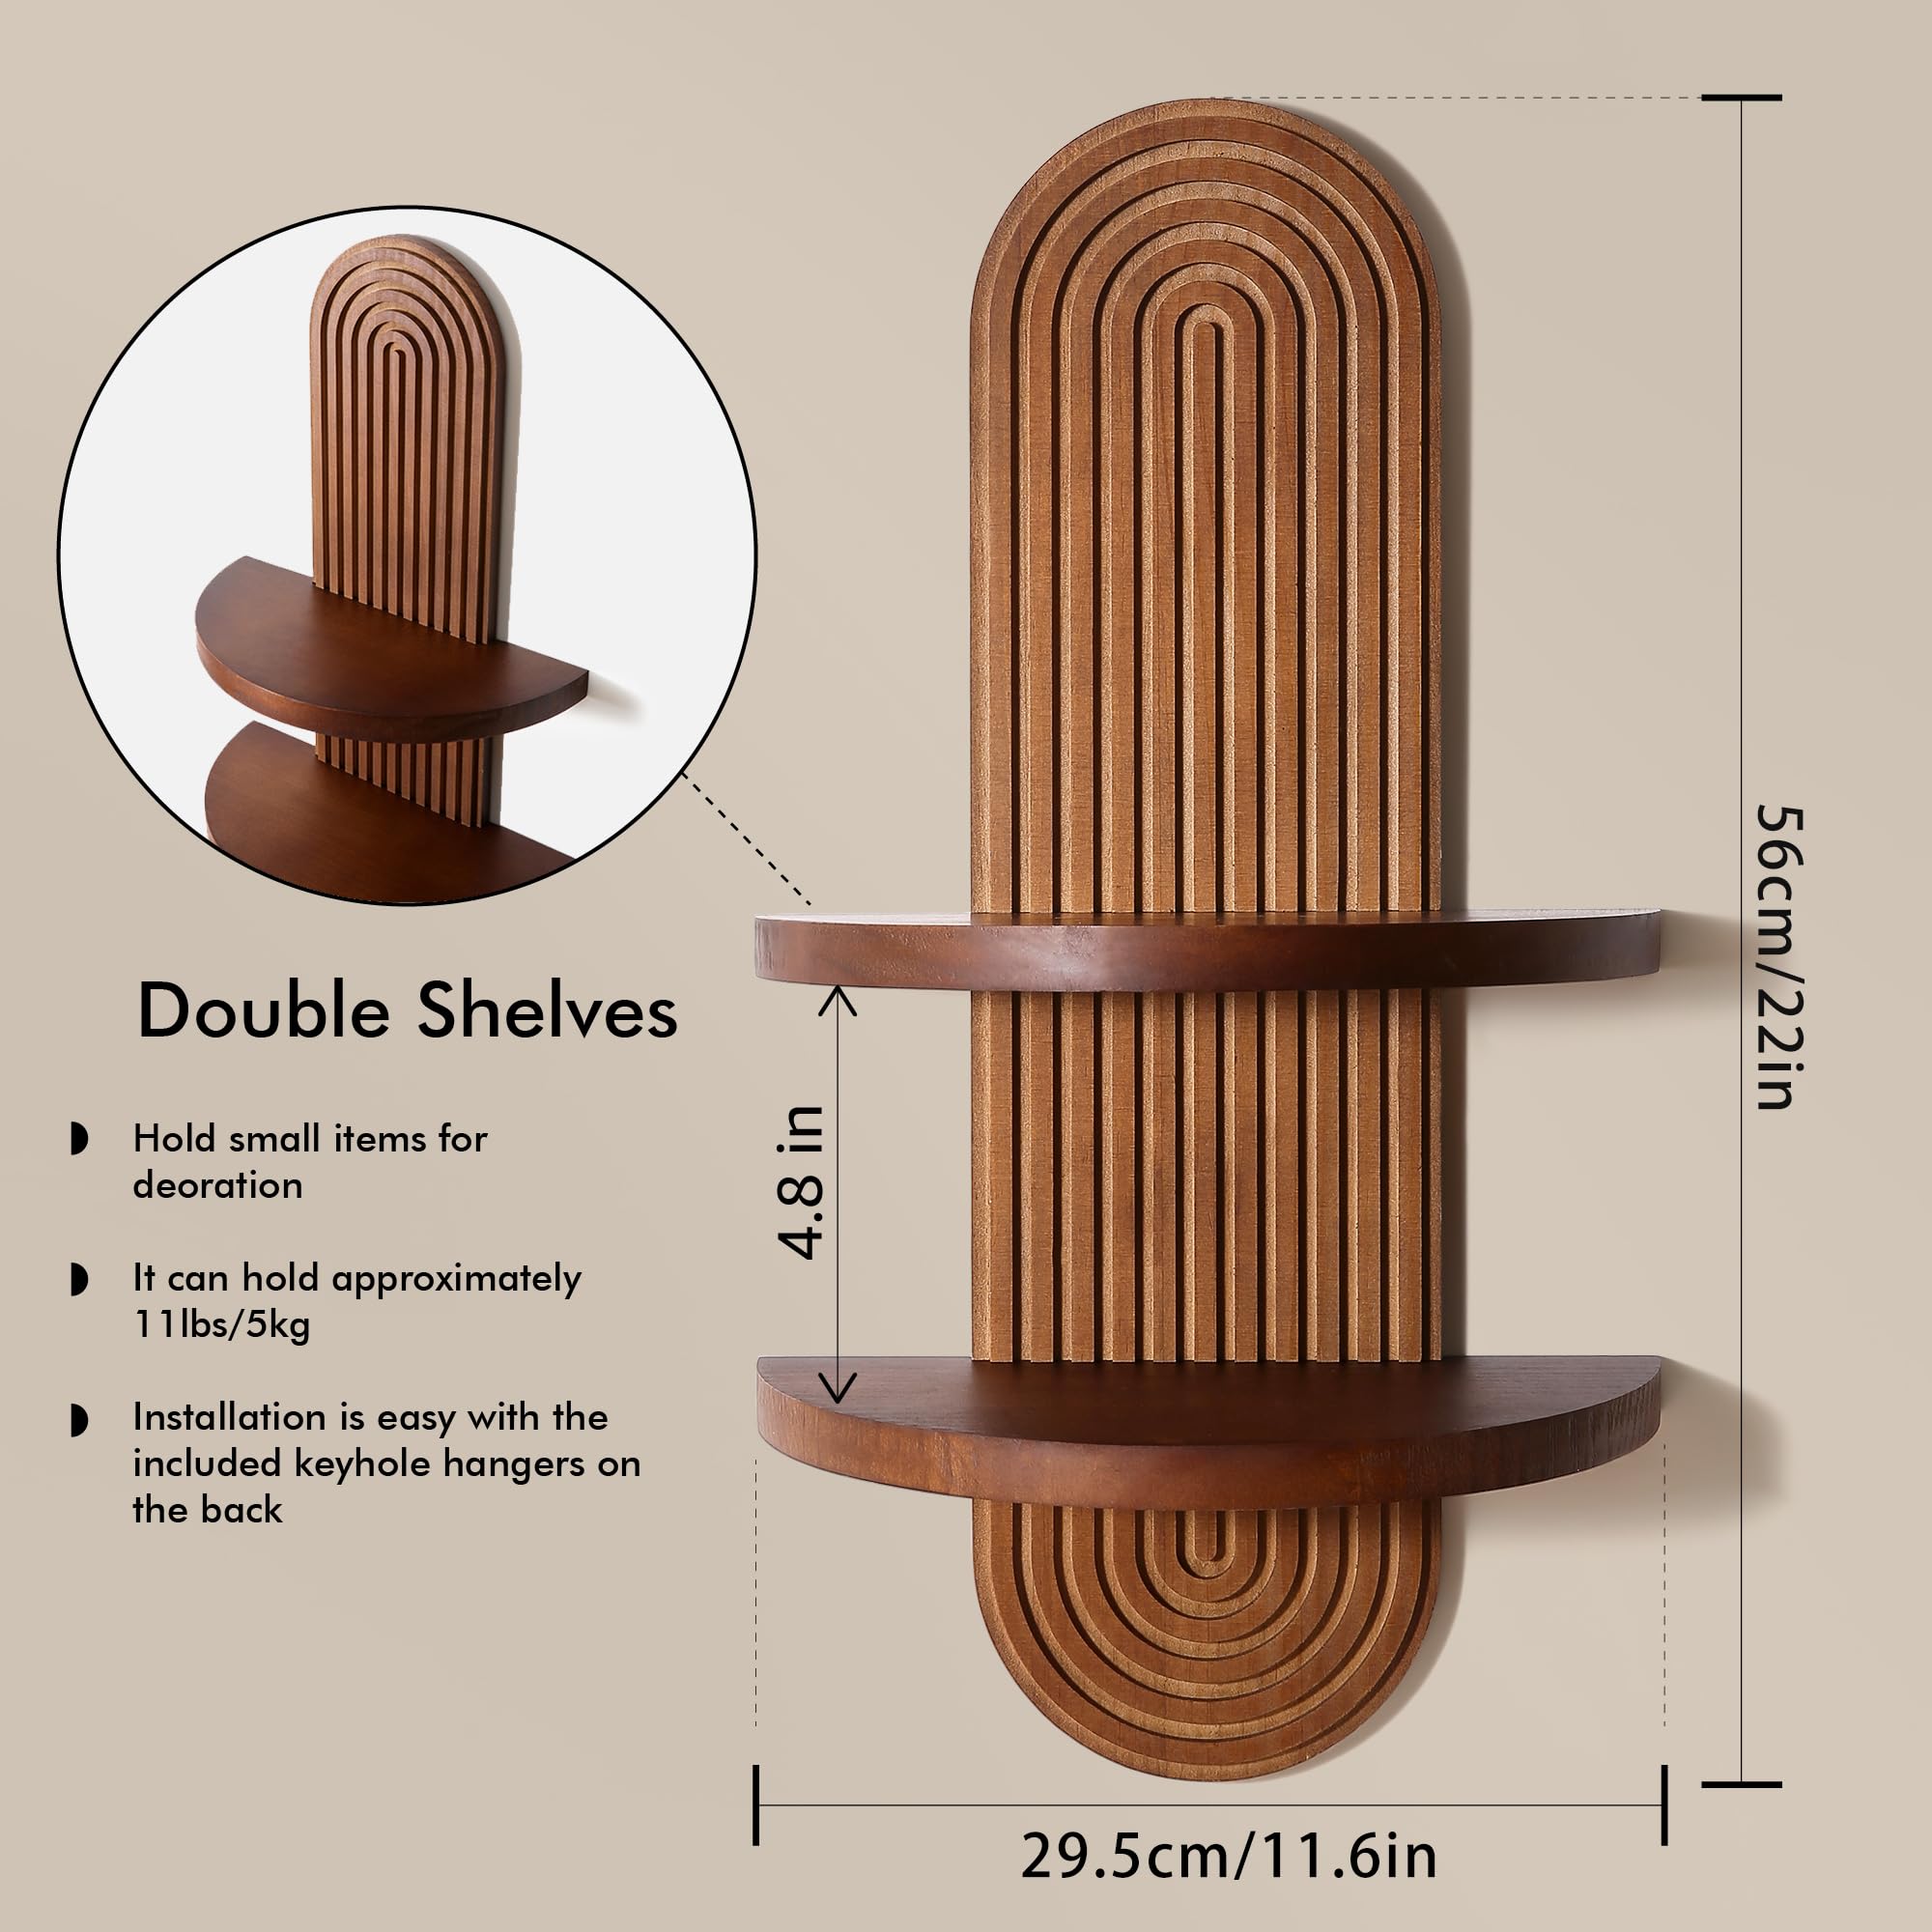 Double Shelves
Hold small items for
deoration
It can hold approximately
11lbs/5kg
Installation is easy with the
included keyhole hangers on
the back
4.8 in
56cm/22in
29.5cm/11.6in